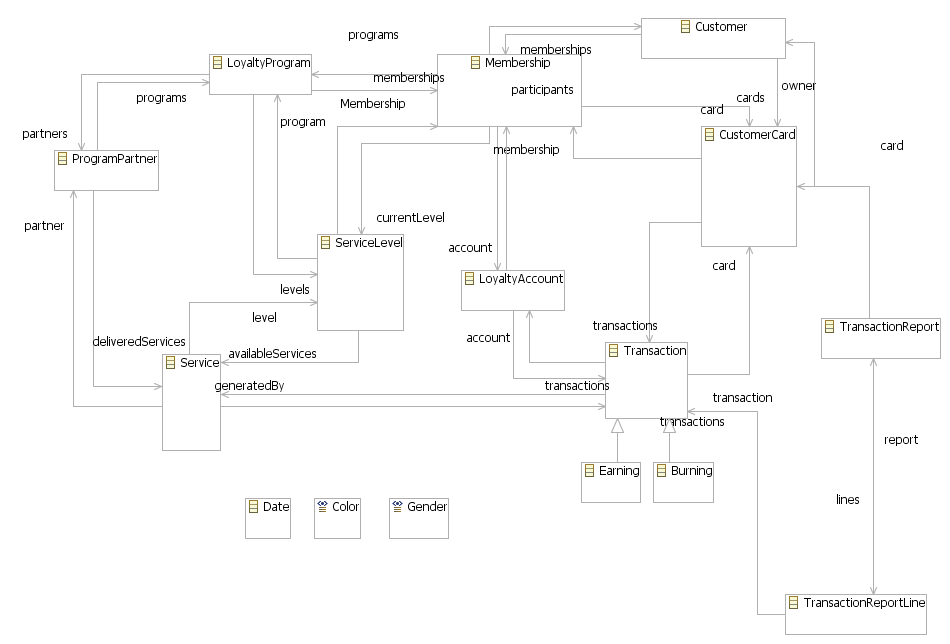 Customer
programs
memberships
LoyaltyProgram
Membership
memberships
owner
participants
programs
cards
Membership
card
program
partners
CustomerCard
card
membership
ProgramPartner
currentLevel
partner
ServiceLevel
account
card
LoyaltyAccount
levels
level
transactions
TransactionReport
account
deliveredServices
availableServices
Transaction
Service
generatedBy
transactions
transaction
transactions
report
Earning
Burning
lines
Date
Color
Gender
TransactionReportLine